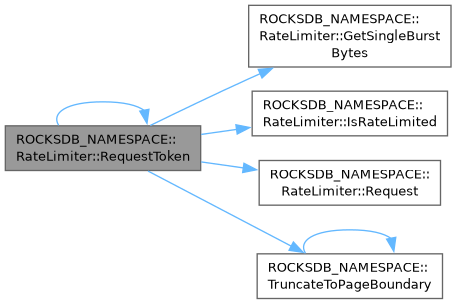 ROCKSDB_NAMESPACE::
RateLimiter::GetSingleBurst
Bytes
ROCKSDB_NAMESPACE::
RateLimiter::IsRateLimited
ROCKSDB_NAMESPACE::
RateLimiter::RequestToken
ROCKSDB_NAMESPACE::
RateLimiter::Request
ROCKSDB_NAMESPACE::
TruncateToPageBoundary